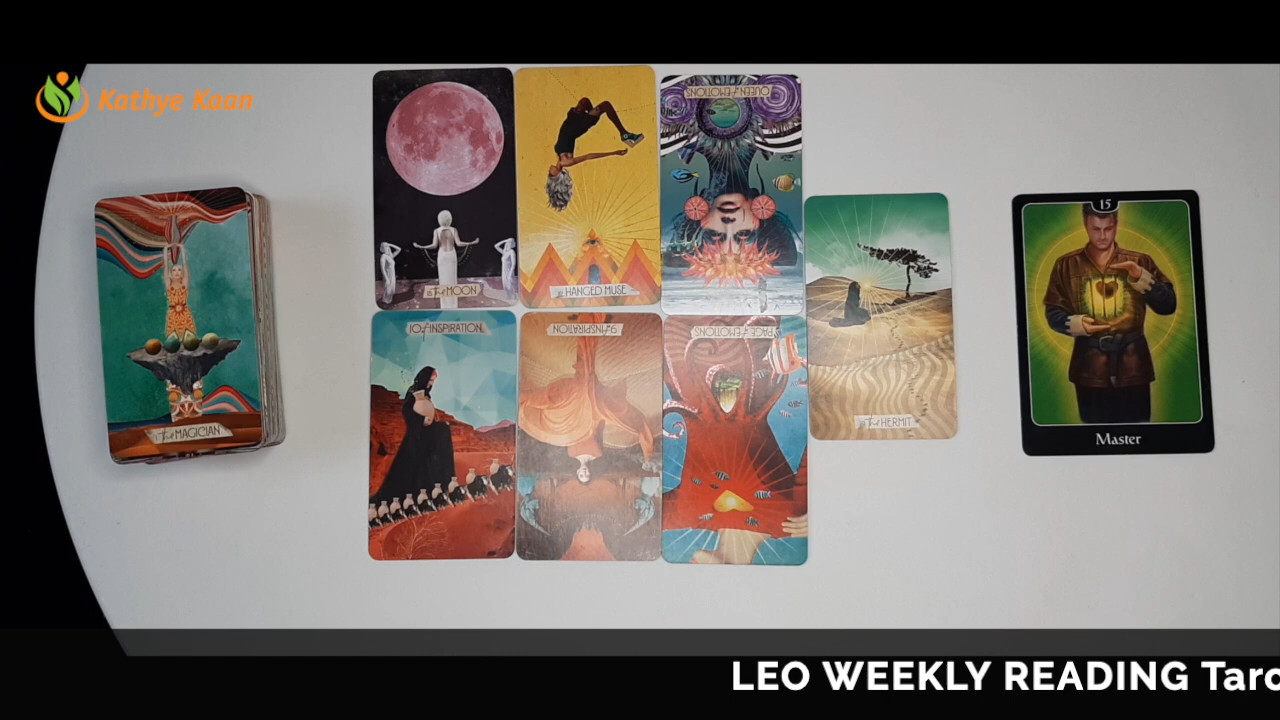 Kathye Kaan
The MOON
HANGED MUSE
QUEEN of EMOTIONS
10 of INSPIRATION.
9 of INSPIRATION
PAGE of EMOTIONS
The HERMIT
The MAGICIAN
15
Master
LEO WEEKLY READING Taro